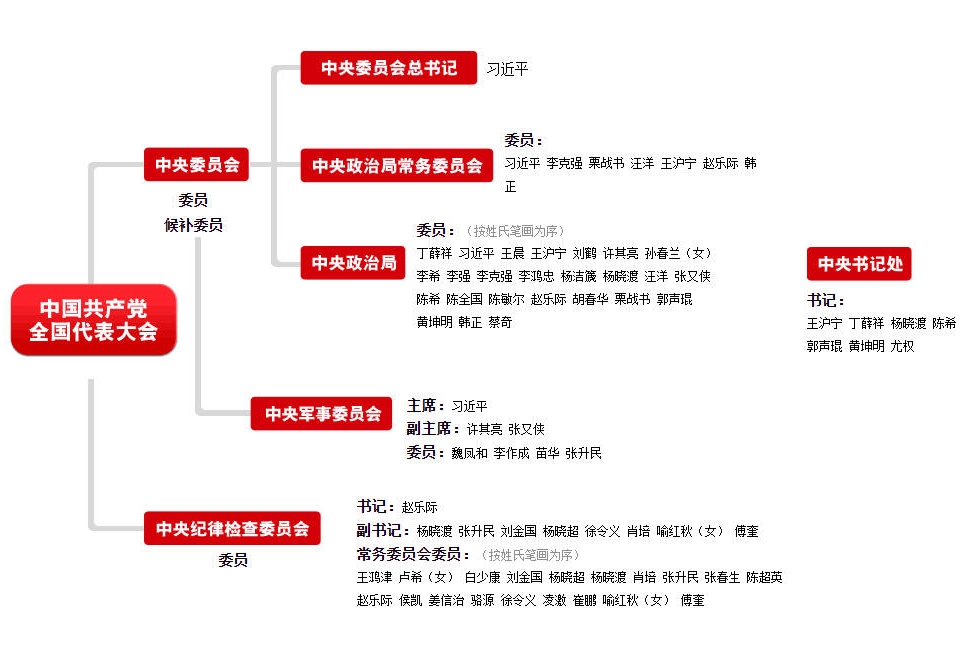 中央委员会总书记 习近平
中央委员会
委员
候补委员
中央政治局常务委员会
委员：
习近平 李克强 栗战书 汪洋 王沪宁 赵乐际 韩
正
中央政治局
委员：（按姓氏笔画为序）
丁薛祥 习近平 王晨 王沪宁 刘鹤 许其亮 孙春兰（女）
李希 李强 李克强 李鸿忠 杨洁篪 杨晓渡 汪洋 张又侠
陈希 陈全国 陈敏尔 赵乐际 胡春华 栗战书 郭声琨
黄坤明 韩正 蔡奇
中央书记处
书记：
王沪宁 丁薛祥 杨晓渡 陈希
郭声琨 黄坤明 尤权
中国共产党
全国代表大会
中央军事委员会
主席：习近平
副主席：许其亮 张又侠
委员：魏凤和 李作成 苗华 张升民
中央纪律检查委员会
委员
书记：赵乐际
副书记：杨晓渡 张升民 刘金国 杨晓超 徐令义 肖培 喻红秋（女） 傅奎
常务委员会委员：（按姓氏笔画为序）
王鸿津 卢希（女） 白少康 刘金国 杨晓超 杨晓渡 肖培 张升民 张春生 陈超英
赵乐际 侯凯 姜信治 骆源 徐令义 凌激 崔鹏 喻红秋（女） 傅奎